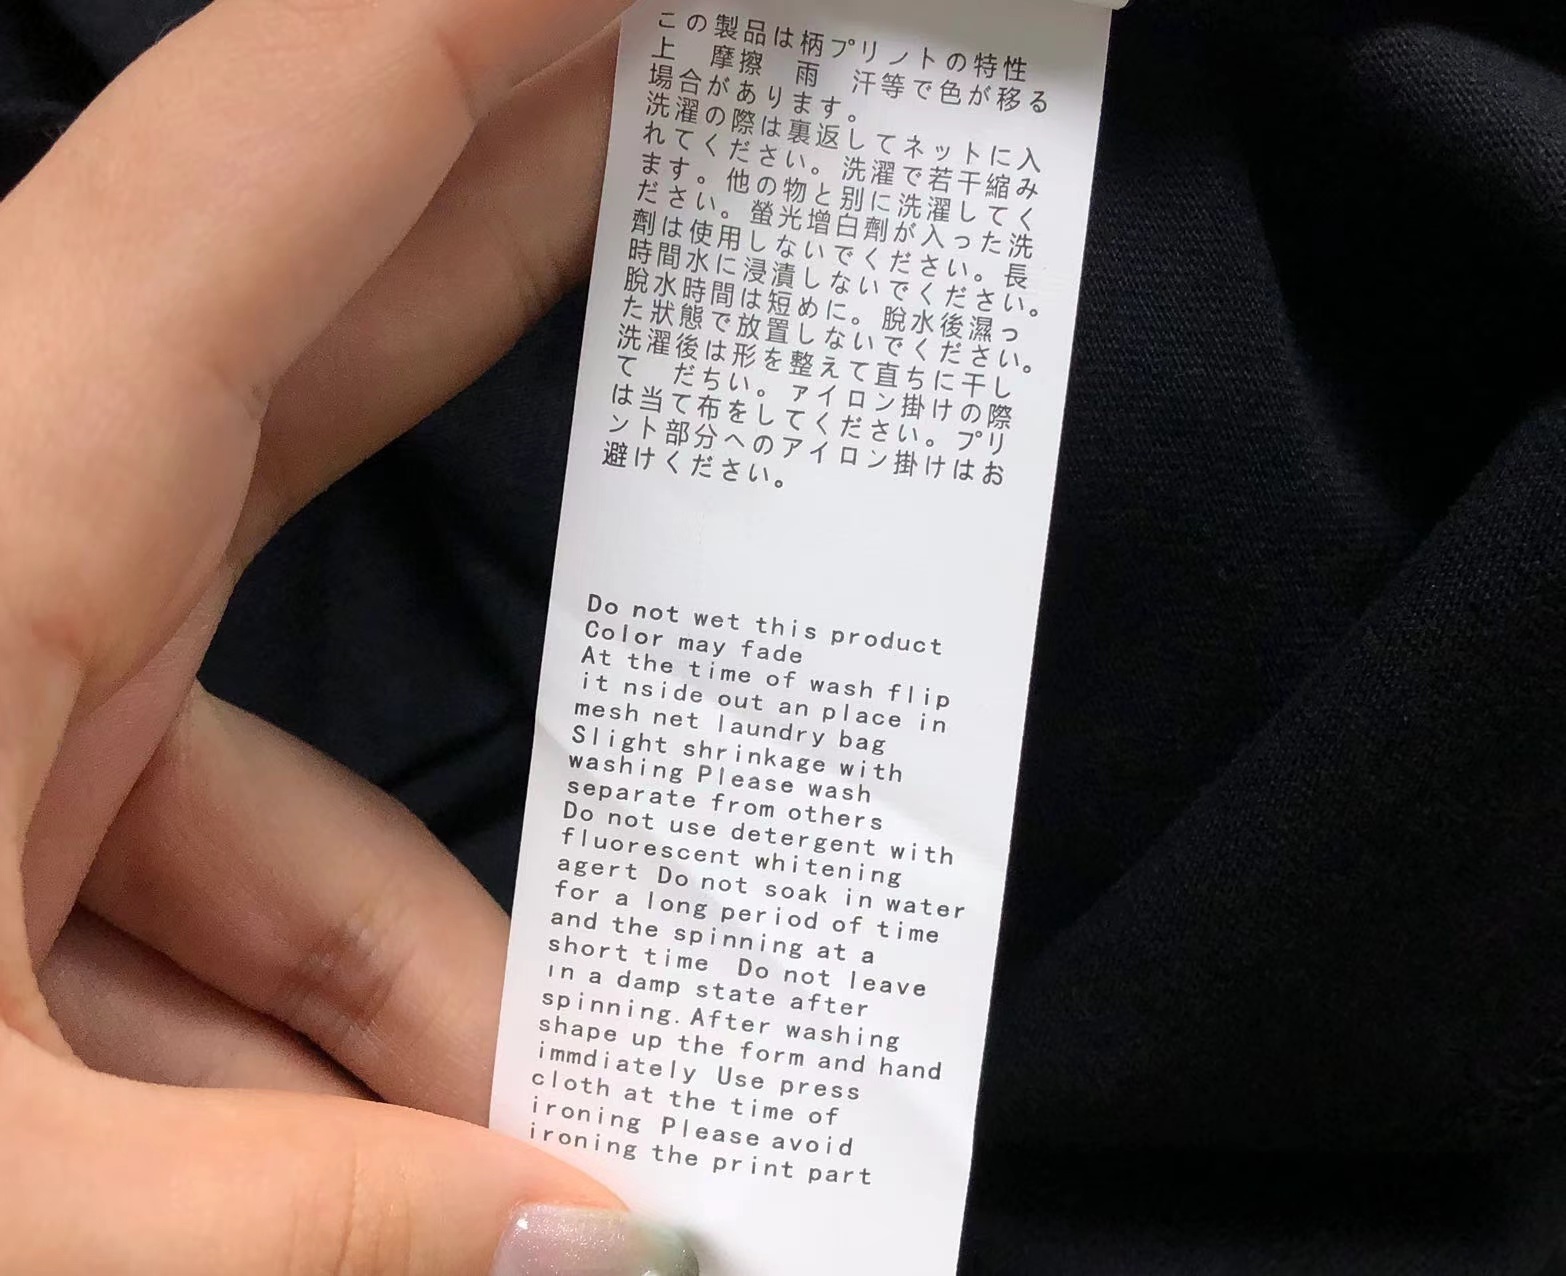 この製品は柄プリノトの特性
上　摩擦　雨　汗等で色が移る
場合があります。
洗濯の際は裏返してネットに入
れてください。洗濯で若干縮み
ます。他の物と別に洗濯してく
ださい。螢光增白劑が入った洗
劑は使用しないでください。長
時間水に浸漬しないでください。
脫水時間は短めに。脫水後濕っ
た狀態で放置しないでください。
洗濯後は形を整えて直ちに干し
て　だちい。ァイロン掛けの際
は当て布をしてください。プリ
ント部分へのアイロン掛けはお
避けください。
Do not wet this product
Color may fade
At the time of wash flip
it nside out an place in
mesh net laundry bag
Slight shrinkage with
washing Please wash
separate from others
Do not use detergent with
fluorescent whitening
agert Do not soak in water
for a long period of time
and the spinning at a
short time Do not leave
in a damp state after
spinning. After washing
shape up the form and hand
immdiately Use press
cloth at the time of
ironing Please avoid
ironing the print part